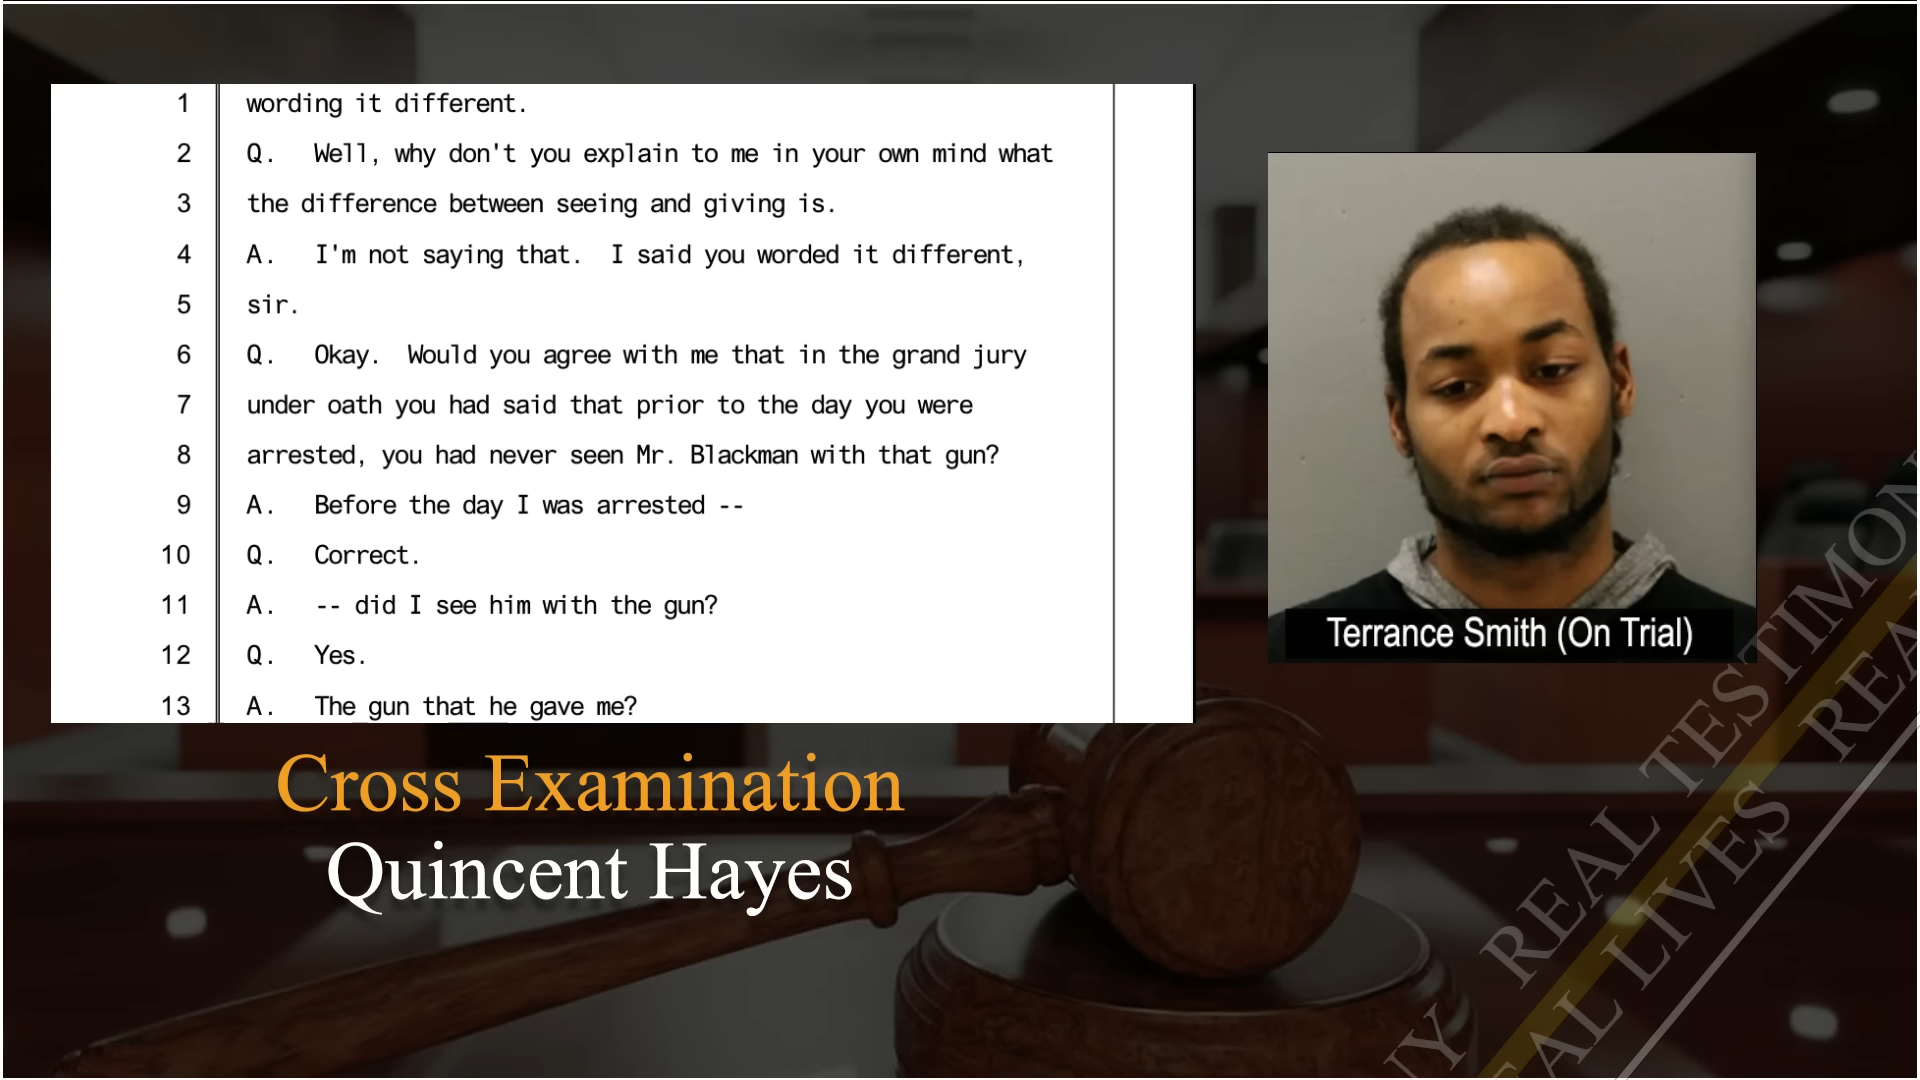 1 wording it different.
2 Q. Well, why don't you explain to me in your own mind what
3 the difference between seeing and giving is.
4 A. I'm not saying that. I said you worded it different,
5 sir.
6 Q. Okay. Would you agree with me that in the grand jury
7 under oath you had said that prior to the day you were
8 arrested, you had never seen Mr. Blackman with that gun?
9 A. Before the day I was arrested --
10 Q. Correct.
11 A. -- did I see him with the gun?
12 Q. Yes.
13 A. The gun that he gave me?
Terrance Smith (On Trial)
Cross Examination
Quincent Hayes
REAL TESTIMON
LIVES REA